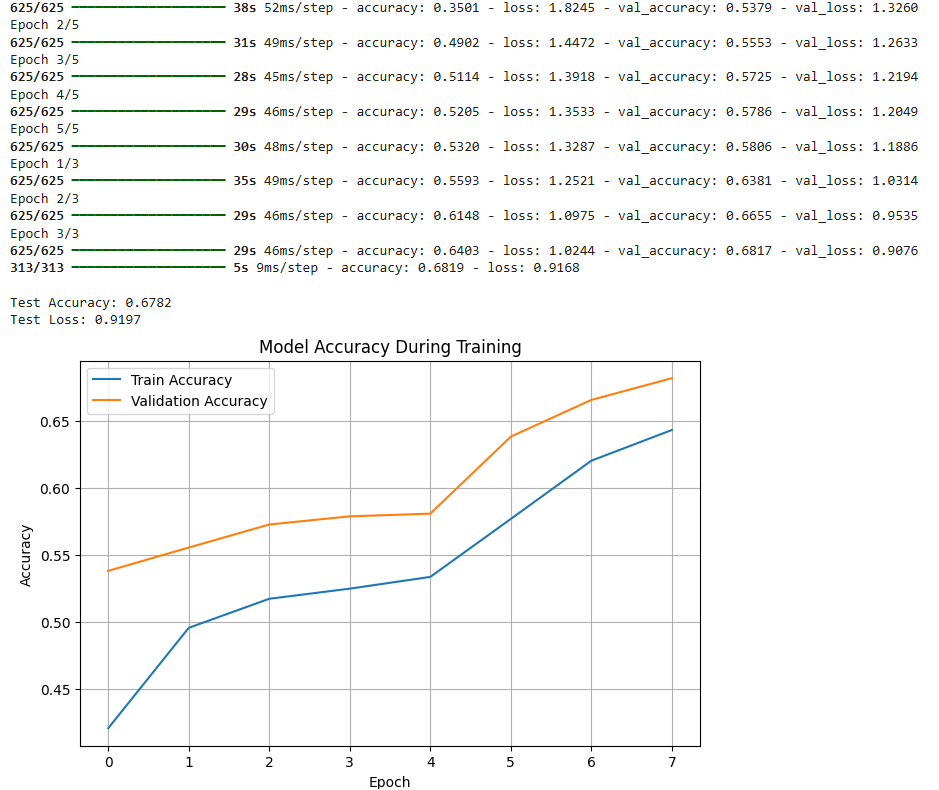 625/625 ━━━━━━━━━━━━━━━━━━━━ 38s 52ms/step - accuracy: 0.3501 - loss: 1.8245 - val_accuracy: 0.5379 - val_loss: 1.3260
Epoch 2/5
625/625 ━━━━━━━━━━━━━━━━━━━━ 31s 49ms/step - accuracy: 0.4902 - loss: 1.4472 - val_accuracy: 0.5553 - val_loss: 1.2633
Epoch 3/5
625/625 ━━━━━━━━━━━━━━━━━━━━ 28s 45ms/step - accuracy: 0.5114 - loss: 1.3918 - val_accuracy: 0.5725 - val_loss: 1.2194
Epoch 4/5
625/625 ━━━━━━━━━━━━━━━━━━━━ 29s 46ms/step - accuracy: 0.5205 - loss: 1.3533 - val_accuracy: 0.5786 - val_loss: 1.2049
Epoch 5/5
625/625 ━━━━━━━━━━━━━━━━━━━━ 30s 48ms/step - accuracy: 0.5320 - loss: 1.3287 - val_accuracy: 0.5806 - val_loss: 1.1886
Epoch 1/3
625/625 ━━━━━━━━━━━━━━━━━━━━ 35s 49ms/step - accuracy: 0.5593 - loss: 1.2521 - val_accuracy: 0.6381 - val_loss: 1.0314
Epoch 2/3
625/625 ━━━━━━━━━━━━━━━━━━━━ 29s 46ms/step - accuracy: 0.6148 - loss: 1.0975 - val_accuracy: 0.6655 - val_loss: 0.9535
Epoch 3/3
625/625 ━━━━━━━━━━━━━━━━━━━━ 29s 46ms/step - accuracy: 0.6403 - loss: 1.0244 - val_accuracy: 0.6817 - val_loss: 0.9076
313/313 ━━━━━━━━━━━━━━━━━━━━ 5s 9ms/step - accuracy: 0.6819 - loss: 0.9168
Test Accuracy: 0.6782
Test Loss: 0.9197
Model Accuracy During Training
Train Accuracy
Validation Accuracy
0.65
0.60
0.55
0.50
0.45
Accuracy
0 1 2 3 4 5 6 7
Epoch